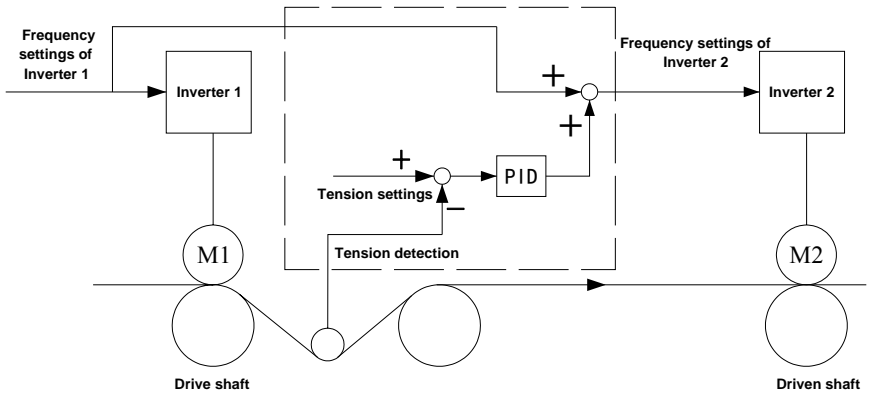 Frequency
settings of
Inverter 1
Inverter 1
Frequency settings of
Inverter 2
Inverter 2
+
+
+
PID
Tension settings
−
Tension detection
M1
M2
Drive shaft
Driven shaft